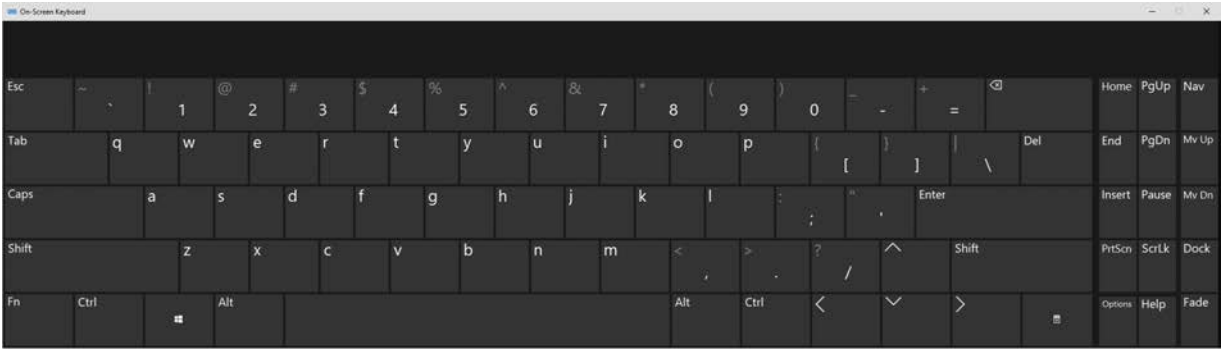 On-Screen Keyboard
Esc ~ ` ! 1 @ 2 # 3 $ 4 % 5 ^ 6 & 7 * 8 ( 9 ) 0 _ - + = Home PgUp Nav
Tab q w e r t y u i o p { [ } ] | \ Del End PgDn Mv Up
Caps a s d f g h j k l : ; " ' Enter Insert Pause Mv Dn
Shift z x c v b n m < , > . ? / Shift PrtScn ScrLk Dock
Fn Ctrl Alt Alt Ctrl Options Help Fade